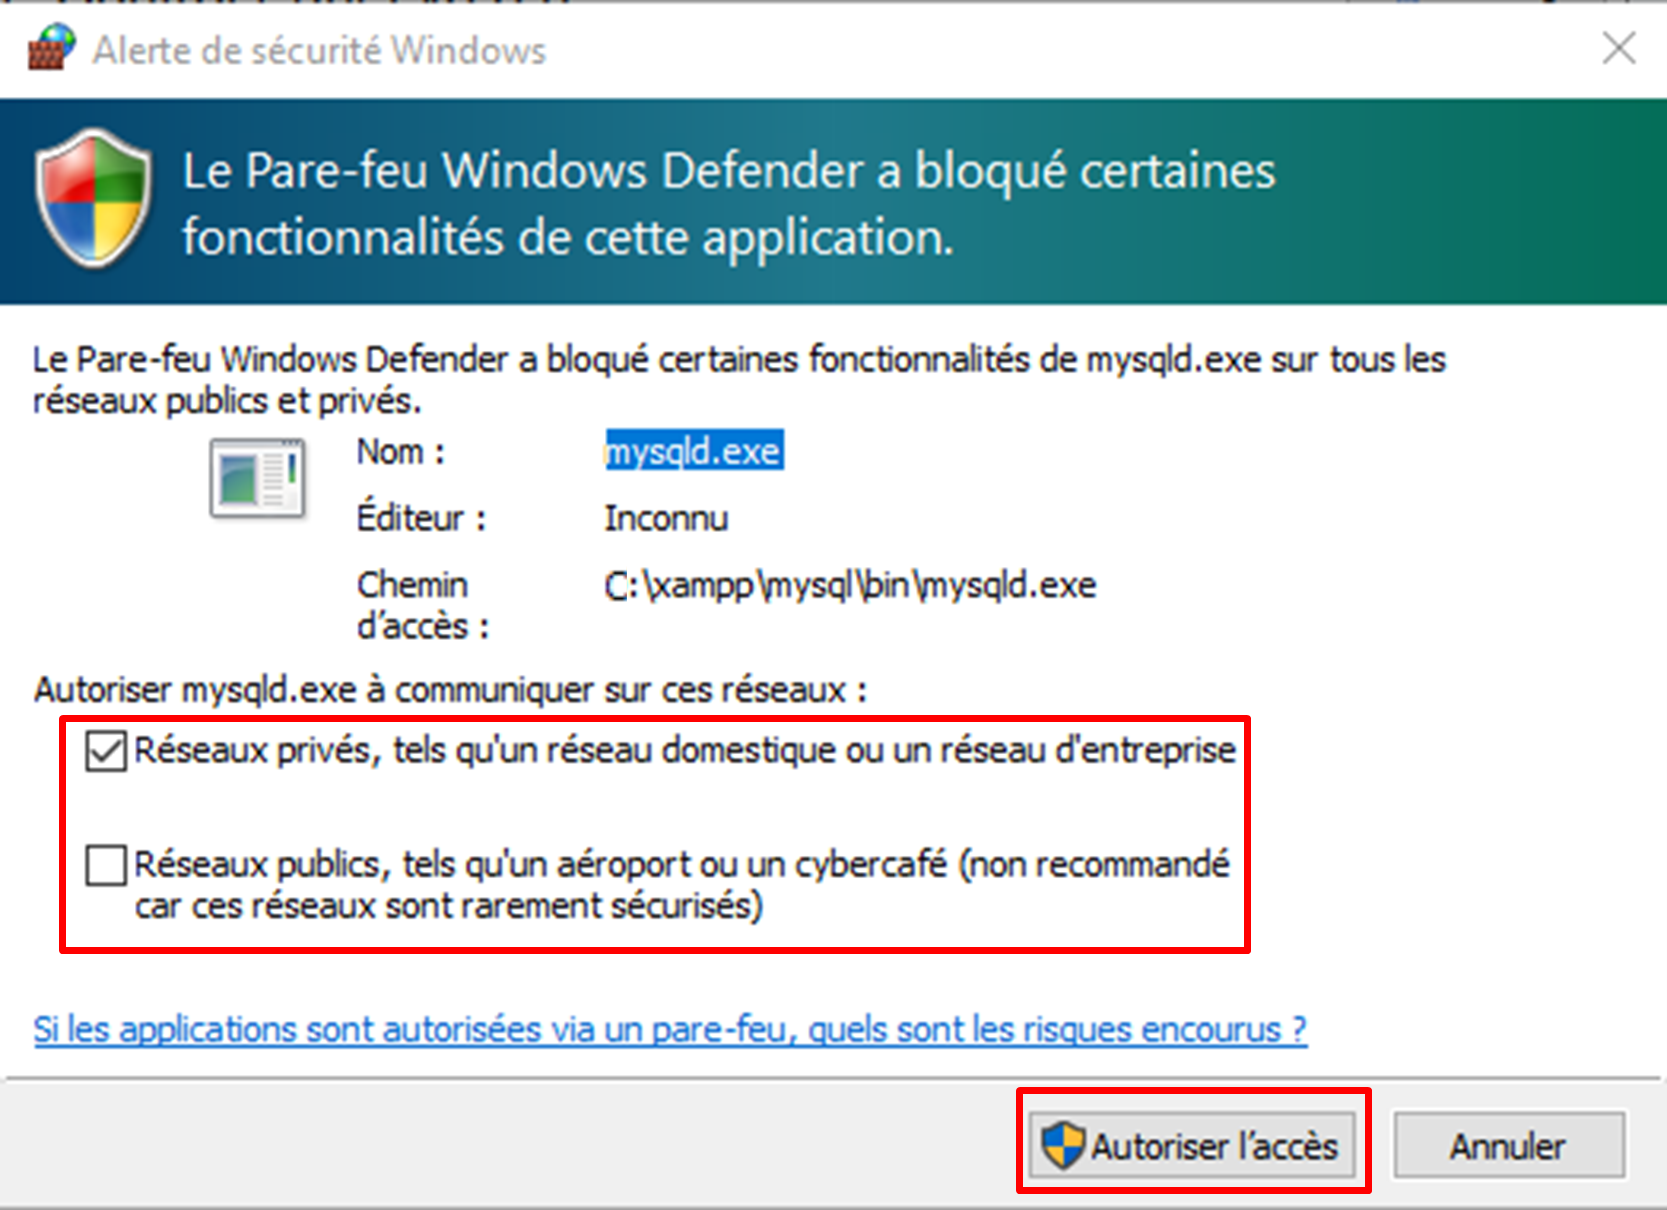 Alerte de sécurité Windows
Le Pare-feu Windows Defender a bloqué certaines
fonctionnalités de cette application.
Le Pare-feu Windows Defender a bloqué certaines fonctionnalités de mysqld.exe sur tous les
réseaux publics et privés.
Nom : mysqld.exe
Éditeur : Inconnu
Chemin C:\xampp\mysql\bin\mysqld.exe
d’accès :
Autoriser mysqld.exe à communiquer sur ces réseaux :
Réseaux privés, tels qu'un réseau domestique ou un réseau d'entreprise
Réseaux publics, tels qu'un aéroport ou un cybercafé (non recommandé
car ces réseaux sont rarement sécurisés)
Si les applications sont autorisées via un pare-feu, quels sont les risques encourus ?
Autoriser l’accès Annuler